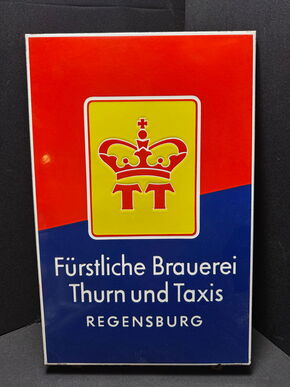 TT
Fürstliche Brauerei
Thurn und Taxis
REGENSBURG